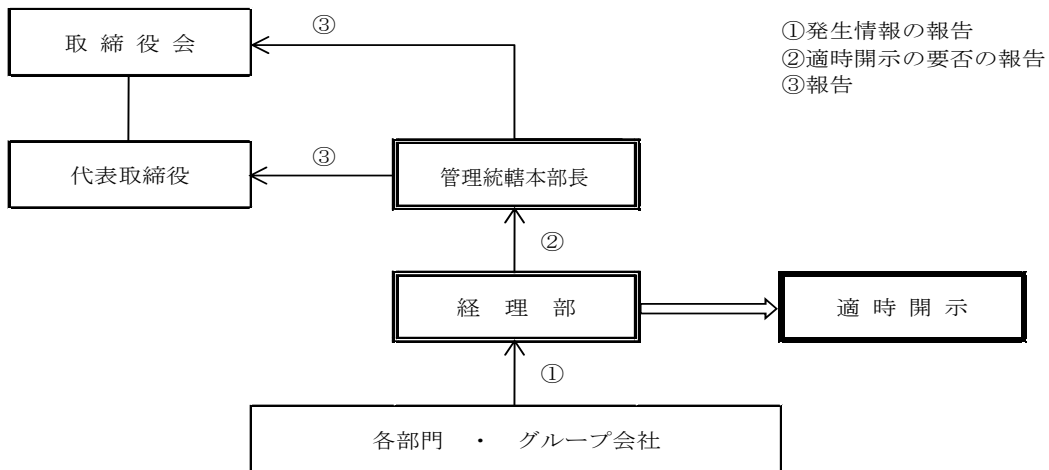 ③
取 締 役 会
①発生情報の報告
②適時開示の要否の報告
③報告
③
代表取締役
管理統轄本部長
②
経 理 部
適 時 開 示
①
各部門 ・ グループ会社